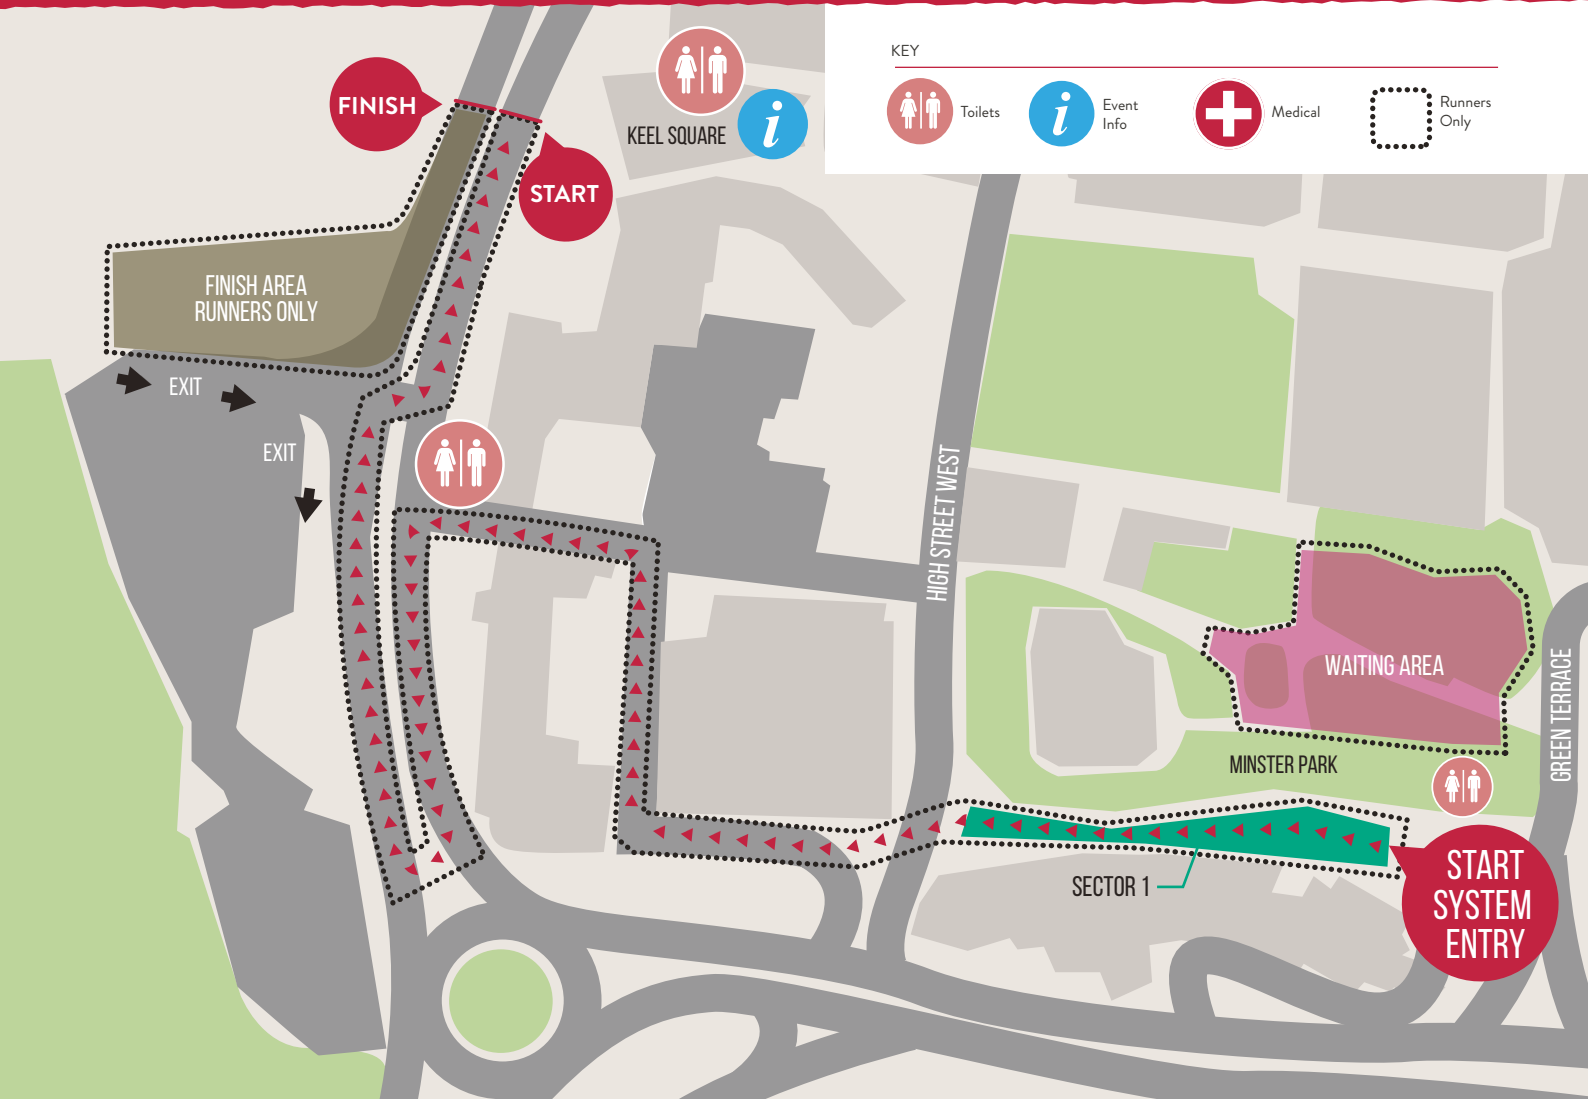 KEY
Toilets
Event
Info
Medical
Runners
Only
FINISH
START
KEEL SQUARE
i
i
FINISH AREA
RUNNERS ONLY
EXIT
EXIT
HIGH STREET WEST
WAITING AREA
GREEN TERRACE
MINSTER PARK
SECTOR 1
START
SYSTEM
ENTRY